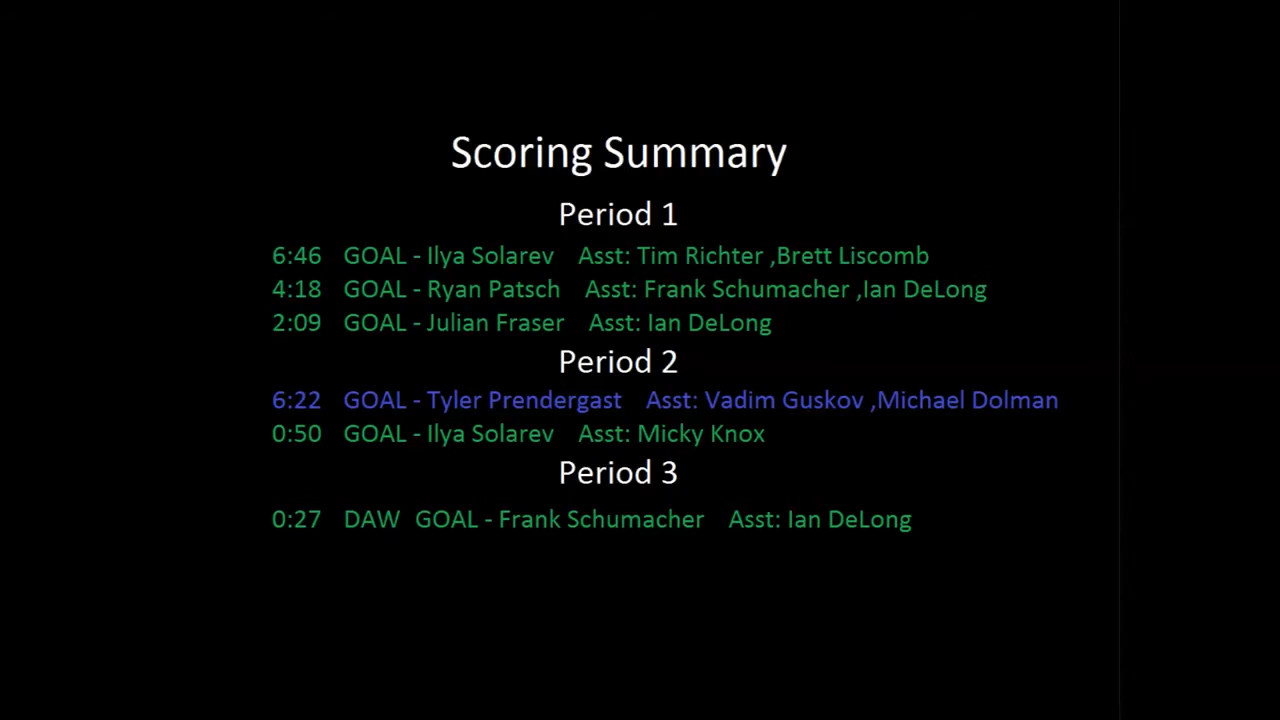 Scoring Summary
Period 1
6:46 GOAL - Ilya Solarev Asst: Tim Richter ,Brett Liscomb
4:18 GOAL - Ryan Patsch Asst: Frank Schumacher ,Ian DeLong
2:09 GOAL - Julian Fraser Asst: Ian DeLong
Period 2
6:22 GOAL - Tyler Prendergast Asst: Vadim Guskov ,Michael Dolman
0:50 GOAL - Ilya Solarev Asst: Micky Knox
Period 3
0:27 DAW GOAL - Frank Schumacher Asst: Ian DeLong